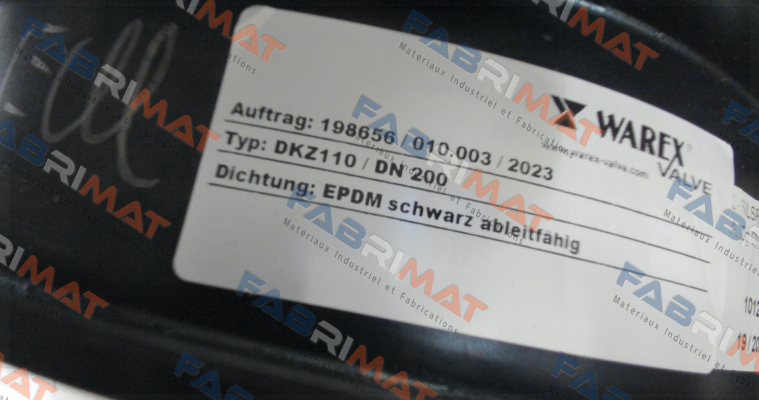 WAREX
VALVE
www.warex-valve.com
Auftrag: 198656 / 010.003 / 2023
Typ: DKZ110 / DN 200
Dichtung: EPDM schwarz ableitfähig
FABRIMAT
Materiaux Industriel et Fabrications